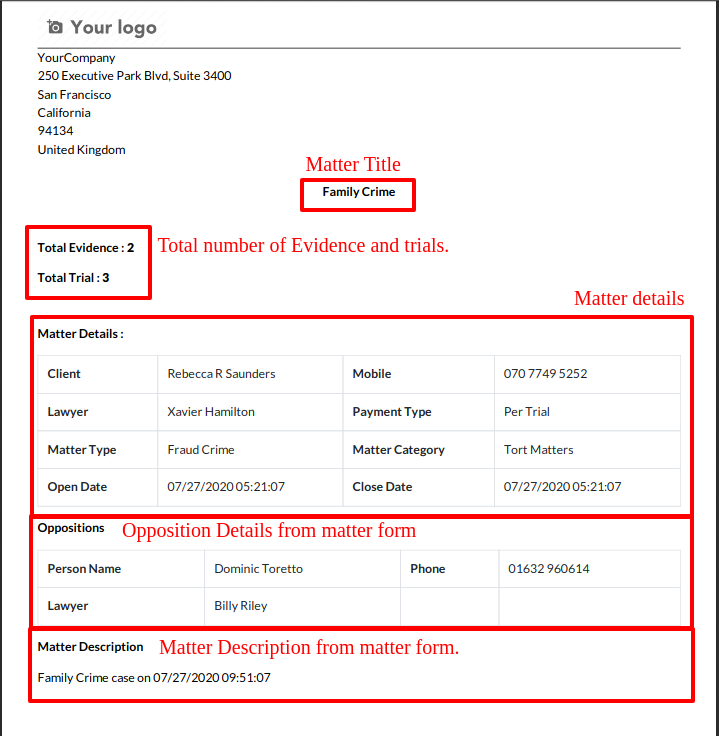 Your logo
YourCompany
250 Executive Park Blvd, Suite 3400
San Francisco
California
94134
United Kingdom
Matter Title
Family Crime
Total Evidence : 2
Total number of Evidence and trials.
Total Trial : 3
Matter details
Matter Details :
Client Rebecca R Saunders Mobile 070 7749 5252
Lawyer Xavier Hamilton Payment Type Per Trial
Matter Type Fraud Crime Matter Category Tort Matters
Open Date 07/27/2020 05:21:07 Close Date 07/27/2020 05:21:07
Oppositions Opposition Details from matter form
Person Name Dominic Toretto Phone 01632 960614
Lawyer Billy Riley
Matter Description Matter Description from matter form.
Family Crime case on 07/27/2020 09:51:07